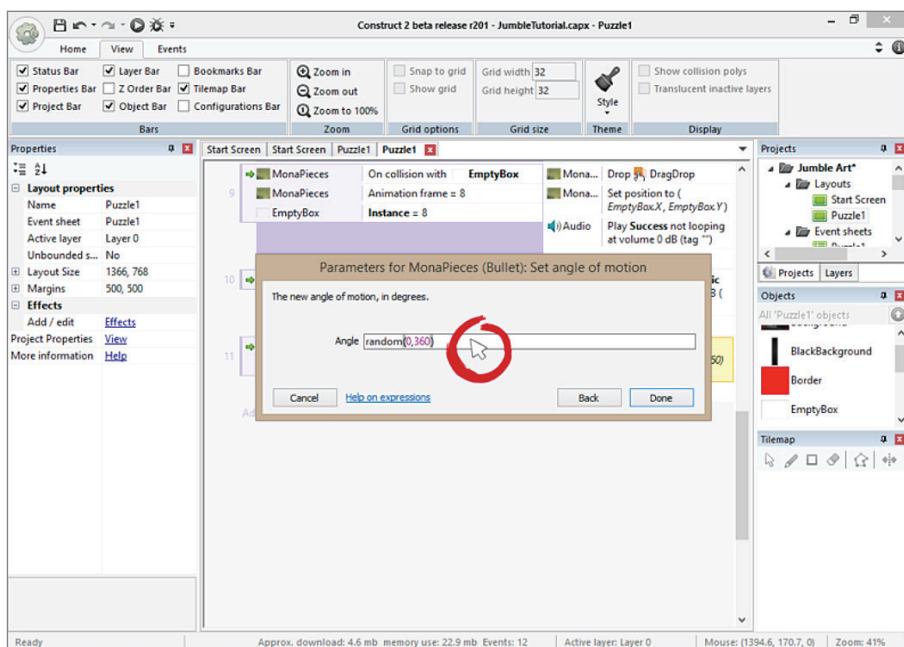 Construct 2 beta release r201 - JumbleTutorial.capx - Puzzle1
Home View Events
Status Bar Layer Bar Bookmarks Bar
Properties Bar Z Order Bar Tilemap Bar
Project Bar Object Bar Configurations Bar
Bars
Zoom in
Zoom out
Zoom to 100%
Zoom
Snap to grid
Show grid
Grid options
Grid width 32
Grid height 32
Grid size
Style
Theme
Show collision polys
Translucent inactive layers
Display
Properties
Layout properties
Name Puzzle1
Event sheet Puzzle1
Active layer Layer 0
Unbounded s... No
Layout Size 1366, 768
Margins 500, 500
Effects
Add / edit Effects
Project Properties View
More information Help
Start Screen Start Screen Puzzle1 Puzzle1
9
MonaPieces On collision with EmptyBox
MonaPieces Animation frame = 8
EmptyBox Instance = 8
Mona... Drop DragDrop
Mona... Set position to (
EmptyBox.X, EmptyBox.Y)
Audio Play Success not looping
at volume 0 dB (tag "")
10
ic
11
50)
Parameters for MonaPieces (Bullet): Set angle of motion
The new angle of motion, in degrees.
Angle random(0,360)
Cancel Help on expressions Back Done
Projects
Jumble Art*
Layouts
Start Screen
Puzzle1
Event sheets
Projects Layers
Objects
All 'Puzzle1' objects
BlackBackground
Border
EmptyBox
Tilemap
Ready Approx. download: 4.6 mb memory use: 22.9 mb Events: 12 Active layer: Layer 0 Mouse: (1394.6, 170.7, 0) Zoom: 41%